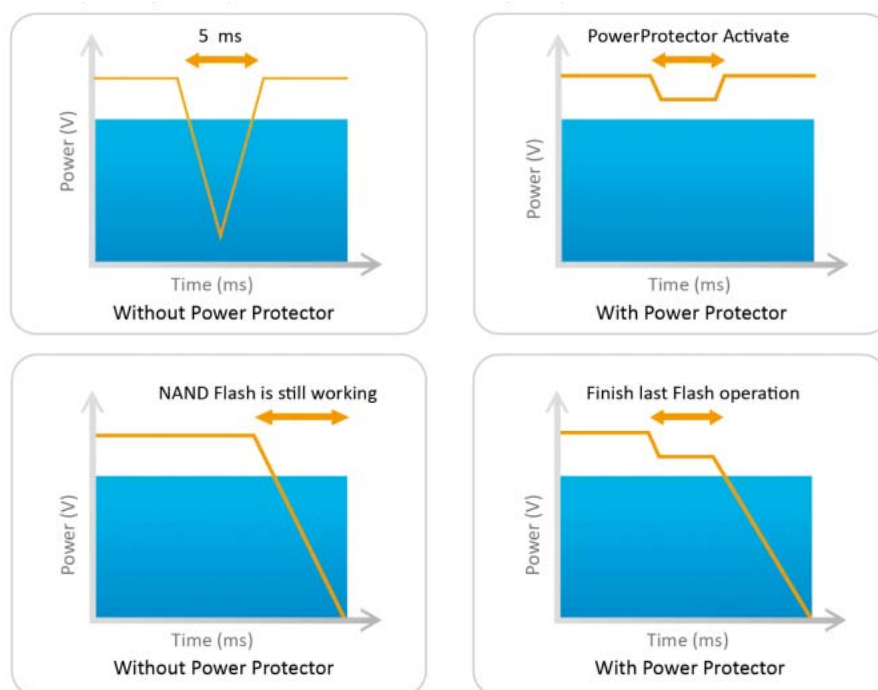 5 ms
Power (V)
Time (ms)
Without Power Protector
PowerProtector Activate
Power (V)
Time (ms)
With Power Protector
NAND Flash is still working
Power (V)
Time (ms)
Without Power Protector
Finish last Flash operation
Power (V)
Time (ms)
With Power Protector